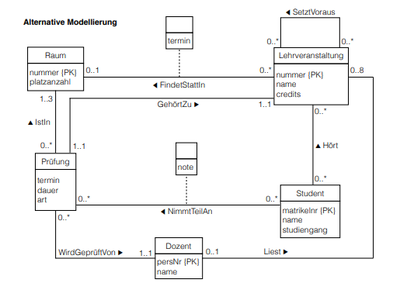 ◀ SetztVoraus
Alternative Modellierung
termin
0..*
0..*
Raum
nummer {PK}
platzanzahl
0..1
0..*
◀ FindetStattIn
Lehrveranstaltung
nummer {PK}
name
credits
0..8
1..3
GehörtZu ▶
1..1
0..*
▲ IstIn
▲ Hört
0..*
1..1
Prüfung
termin
dauer
art
note
0..*
Student
matrikelnr {PK}
name
studiengang
0..*
0..*
◀ NimmtTeilAn
0..*
WirdGeprüftVon ▶
1..1
Dozent
persNr {PK}
name
0..1
Liest ▶